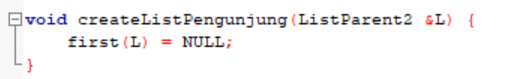 void createListPengunjung(ListParent2 &L) {
first(L) = NULL;
}